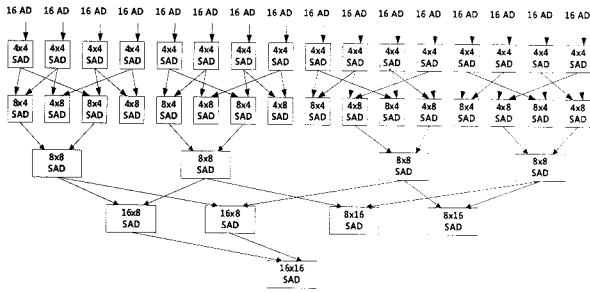 16 AD 16 AD 16 AD 16 AD 16 AD 16 AD 16 AD 16 AD 16 AD 16 AD 16 AD 16 AD 16 AD 16 AD 16 AD 16 AD
4x4 4x4 4x4 4x4 4x4 4x4 4x4 4x4 4x4 4x4 4x4 4x4 4x4 4x4 4x4 4x4
SAD SAD SAD SAD SAD SAD SAD SAD SAD SAD SAD SAD SAD SAD SAD SAD
8x4 4x8 8x4 4x8 8x4 4x8 8x4 4x8 8x4 4x8 8x4 4x8 8x4 4x8 8x4 4x8
SAD SAD SAD SAD SAD SAD SAD SAD SAD SAD SAD SAD SAD SAD SAD SAD
8x8 8x8 8x8 8x8
SAD SAD SAD SAD
16x8 16x8 8x16 8x16
SAD SAD SAD SAD
16x16
SAD